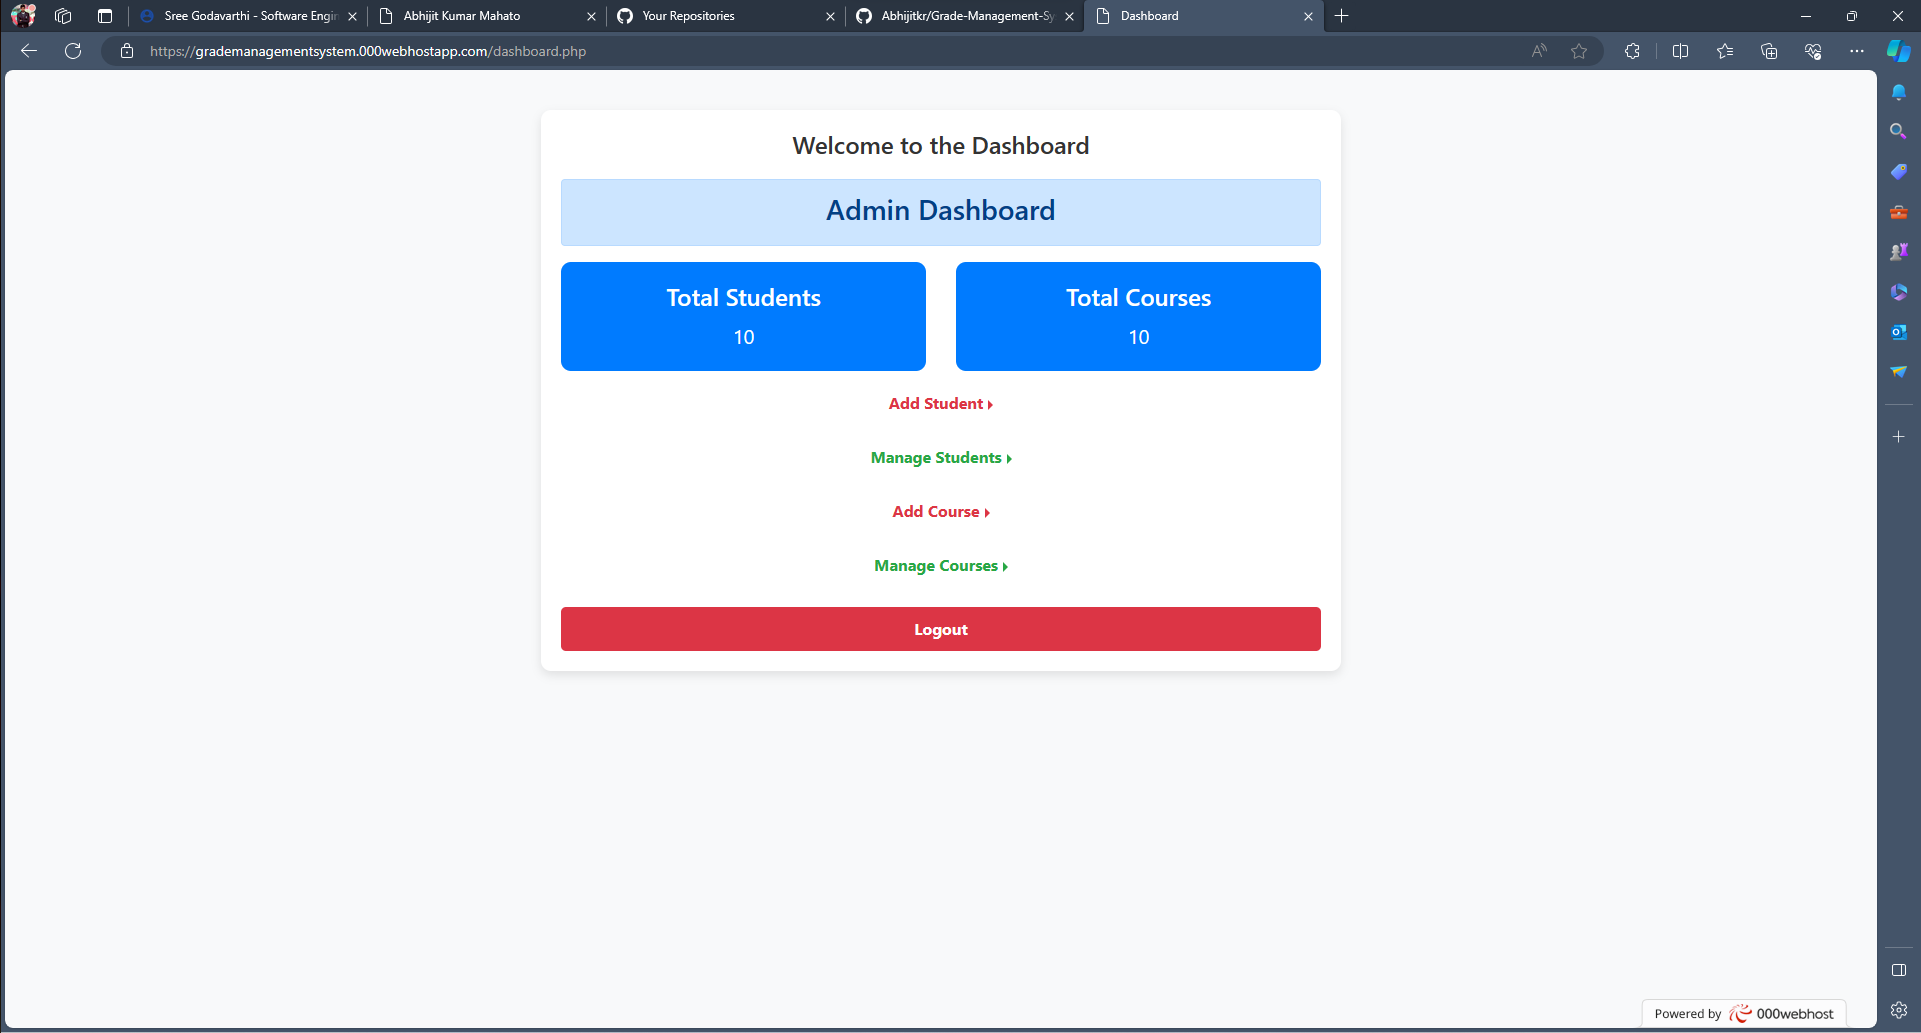 Sree Godavarthi - Software Engin
Abhijit Kumar Mahato
Your Repositories
Abhijitkr/Grade-Management-Sy
Dashboard
https://grademanagementsystem.000webhostapp.com/dashboard.php
Welcome to the Dashboard
Admin Dashboard
Total Students
10
Total Courses
10
Add Student
Manage Students
Add Course
Manage Courses
Logout
Powered by 000webhost